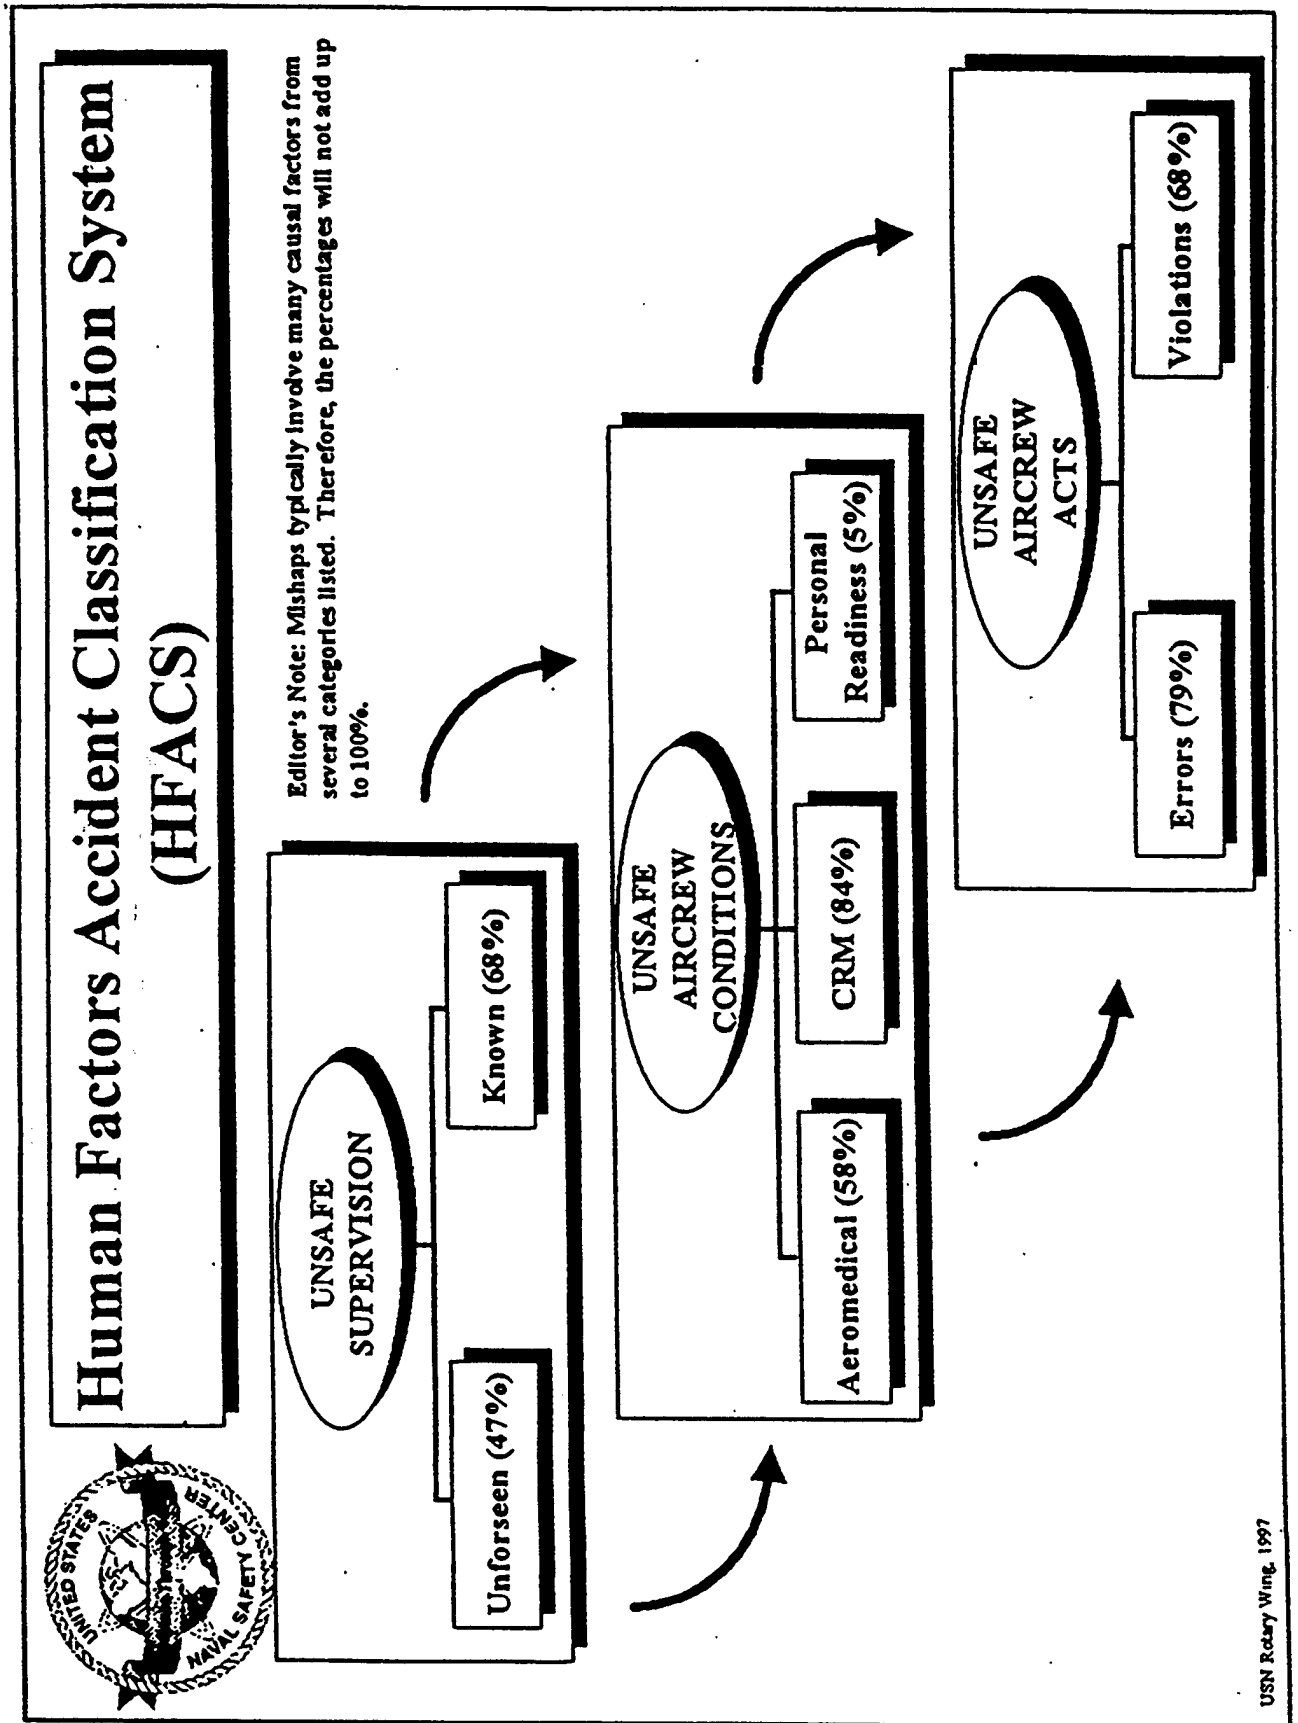 UNITED STATES
NAVAL SAFETY CENTER
Human Factors Accident Classification System
(HFACS)
Editor's Note: Mishaps typically involve many causal factors from
several categories listed. Therefore, the percentages will not add up
to 100%.
UNSAFE
SUPERVISION
Unforseen (47%)
Known (68%)
UNSAFE
AIRCREW
CONDITIONS
Aeromedical (58%)
CRM (84%)
Personal
Readiness (5%)
UNSAFE
AIRCREW
ACTS
Errors (79%)
Violations (68%)
USN Rotary Wing, 1997